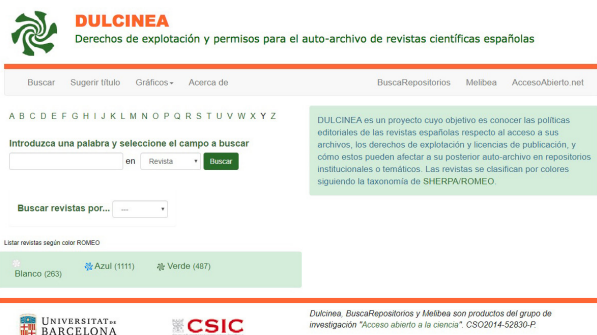 DULCINEA
Derechos de explotación y permisos para el auto-archivo de revistas científicas españolas
Buscar Sugerir título Gráficos Acerca de BuscaRepositorios Melibea AccesoAbierto.net
A B C D E F G H I J K L M N O P Q R S T U V W X Y Z
Introduzca una palabra y seleccione el campo a buscar
en Revista Buscar
Buscar revistas por... ---
DULCINEA es un proyecto cuyo objetivo es conocer las políticas
editoriales de las revistas españolas respecto al acceso a sus
archivos, los derechos de explotación y licencias de publicación, y
cómo estos pueden afectar a su posterior auto-archivo en repositorios
institucionales o temáticos. Las revistas se clasifican por colores
siguiendo la taxonomía de SHERPA/ROMEO.
Listar revistas según color ROMEO
Blanco (263) Azul (1111) Verde (487)
UNIVERSITAT DE
BARCELONA
CSIC
Dulcinea, BuscaRepositorios y Melibea son productos del grupo de
investigación "Acceso abierto a la ciencia". CSO2014-52830-P.